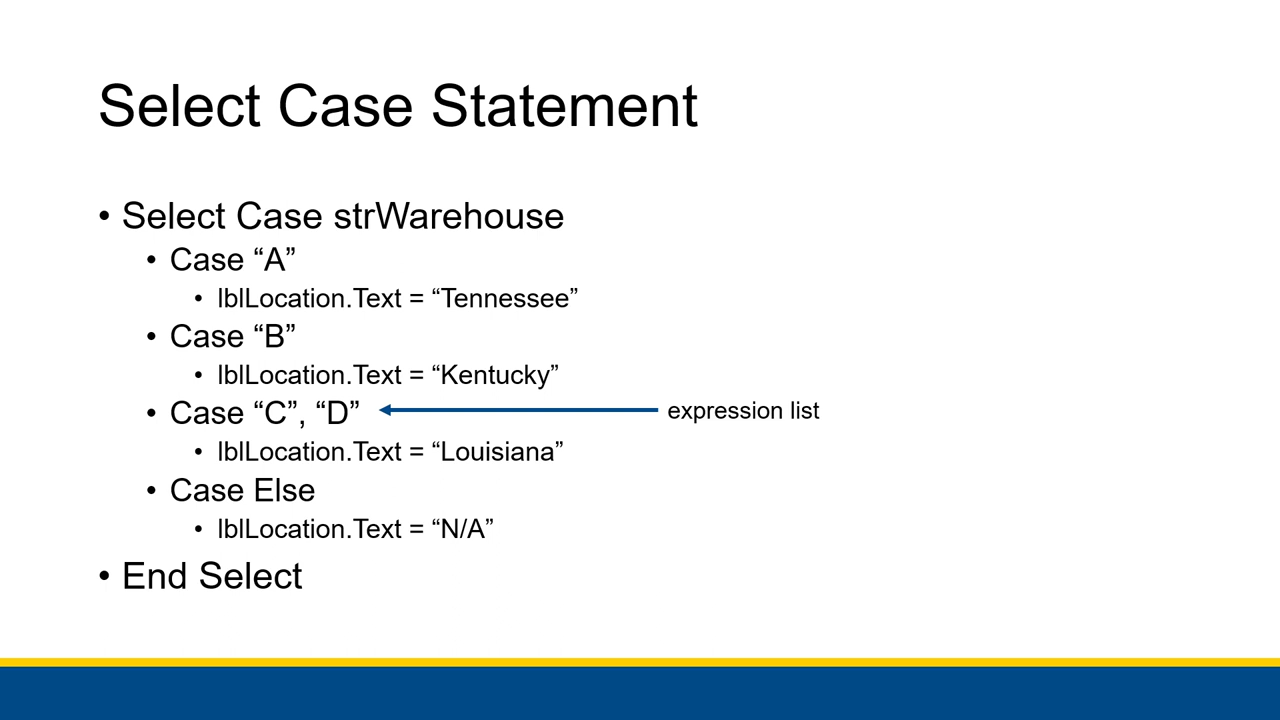 Select Case Statement
• Select Case strWarehouse
• Case “A”
• lblLocation.Text = “Tennessee”
• Case “B”
• lblLocation.Text = “Kentucky”
• Case “C”, “D”
expression list
• lblLocation.Text = “Louisiana”
• Case Else
• lblLocation.Text = “N/A”
• End Select